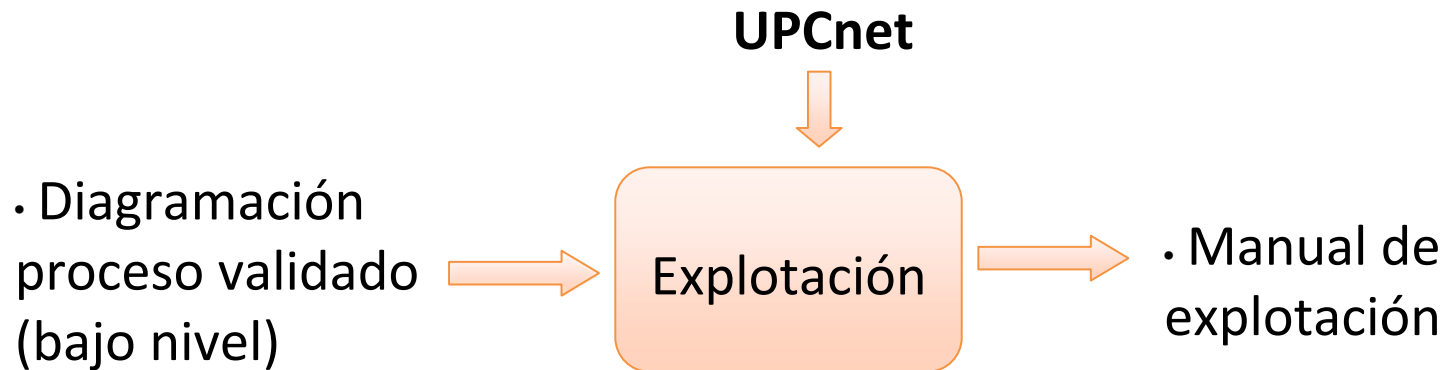 UPCnet
• Diagramación
proceso validado
(bajo nivel)
Explotación
• Manual de
explotación